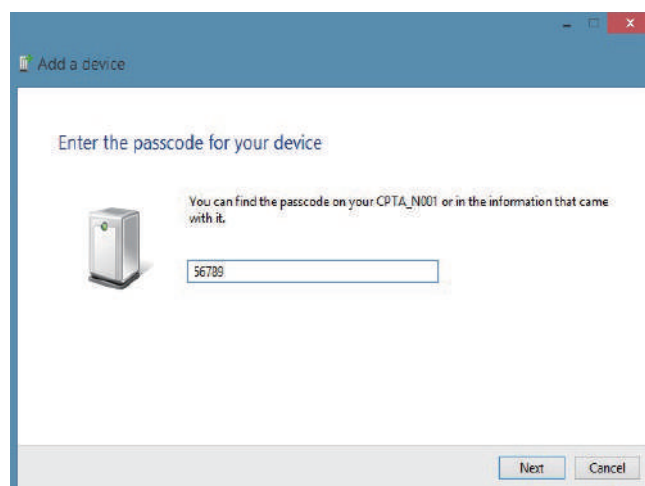 Add a device
Enter the passcode for your device
You can find the passcode on your CPTA_N001 or in the information that came
with it.
56789
Next Cancel